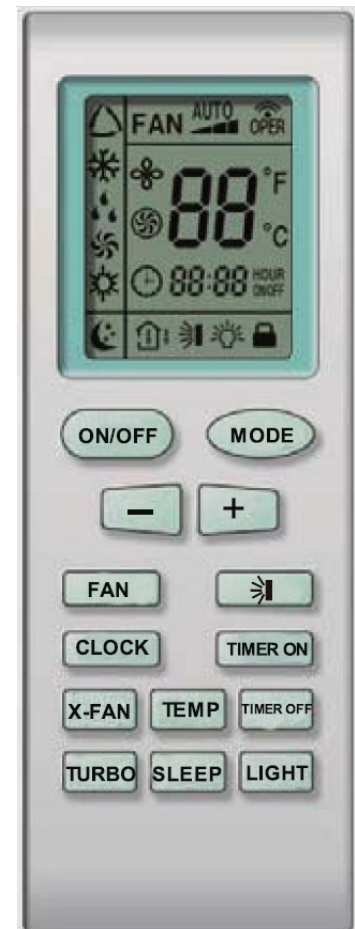 FAN AUTO OPER
88 °F
°C
88:88 HOUR
ON/OFF
ON/OFF MODE
− +
FAN
CLOCK TIMER ON
X-FAN TEMP TIMER OFF
TURBO SLEEP LIGHT